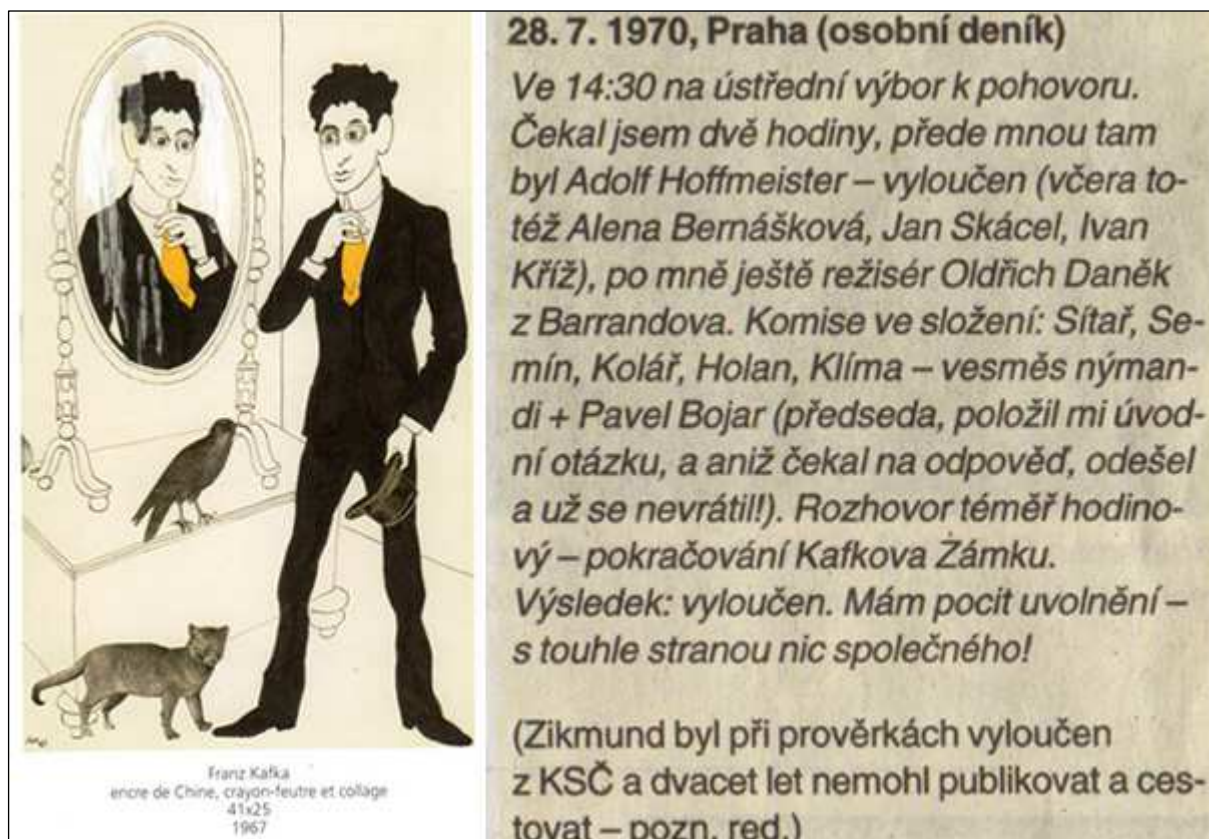 Franz Kafka
encre de Chine, crayon-feutre et collage
41x25
1967
28. 7. 1970, Praha (osobní deník)
Ve 14:30 na ústřední výbor k pohovoru.
Čekal jsem dvě hodiny, přede mnou tam
byl Adolf Hoffmeister – vyloučen (včera to-
též Alena Bernášková, Jan Skácel, Ivan
Kříž), po mně ještě režisér Oldřich Daněk
z Barrandova. Komise ve složení: Sítař, Se-
mín, Kolář, Holan, Klíma – vesměs nýman-
di + Pavel Bojar (předseda, položil mi úvod-
ní otázku, a aniž čekal na odpověď, odešel
a už se nevrátil!). Rozhovor téměř hodino-
vý – pokračování Kafkova Zámku.
Výsledek: vyloučen. Mám pocit uvolnění –
s touhle stranou nic společného!
(Zikmund byl při prověrkách vyloučen
z KSČ a dvacet let nemohl publikovat a ces-
tovat – pozn. red.)